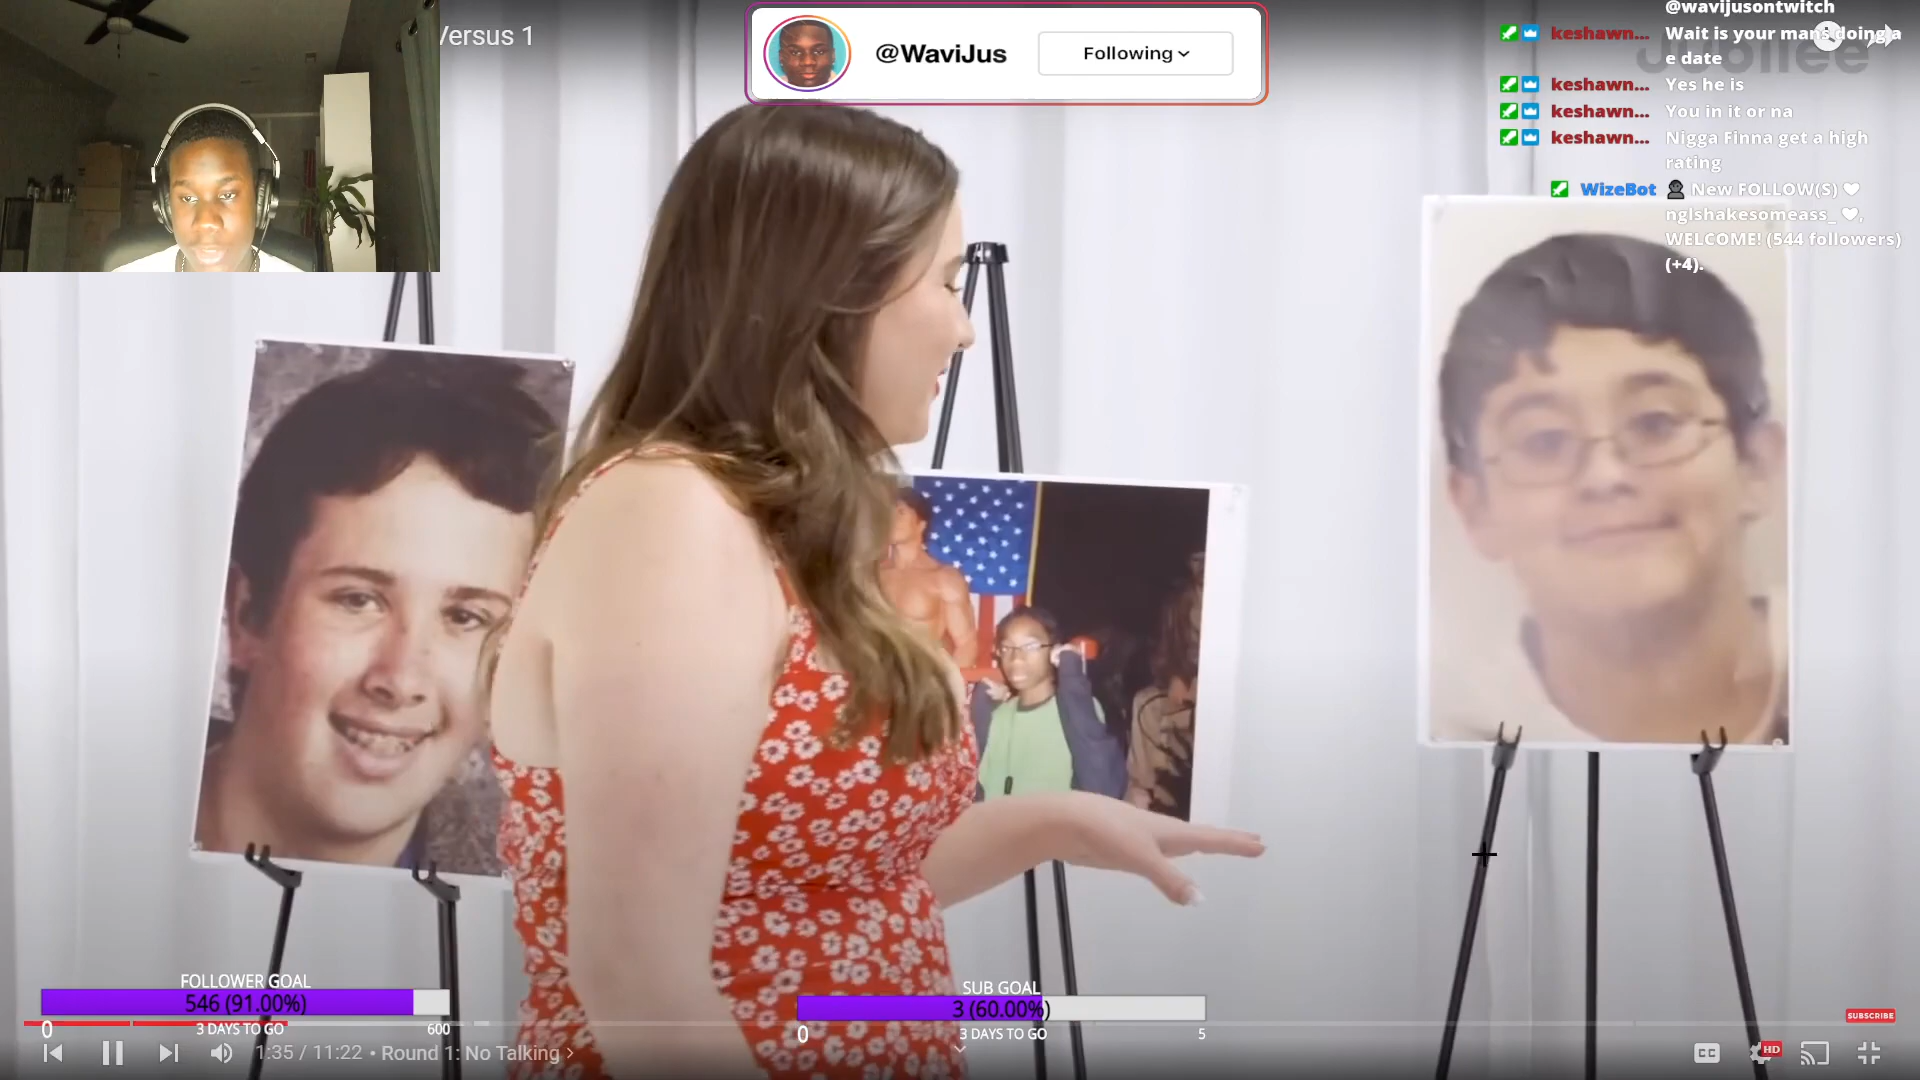 Versus 1
@WaviJus
Following
@wavijusontwitch
keshawn... Wait is your mans doing a
e date
keshawn... Yes he is
keshawn... You in it or na
keshawn... Nigga Finna get a high
rating
WizeBot New FOLLOW(S)
nglshakesomeass_ ,
WELCOME! (544 followers)
(+4).
Jubilee
FOLLOWER GOAL
546 (91.00%)
0 3 DAYS TO GO 600
SUB GOAL
3 (60.00%)
0 3 DAYS TO GO 5
SUBSCRIBE
1:35 / 11:22 • Round 1: No Talking >
CC
HD